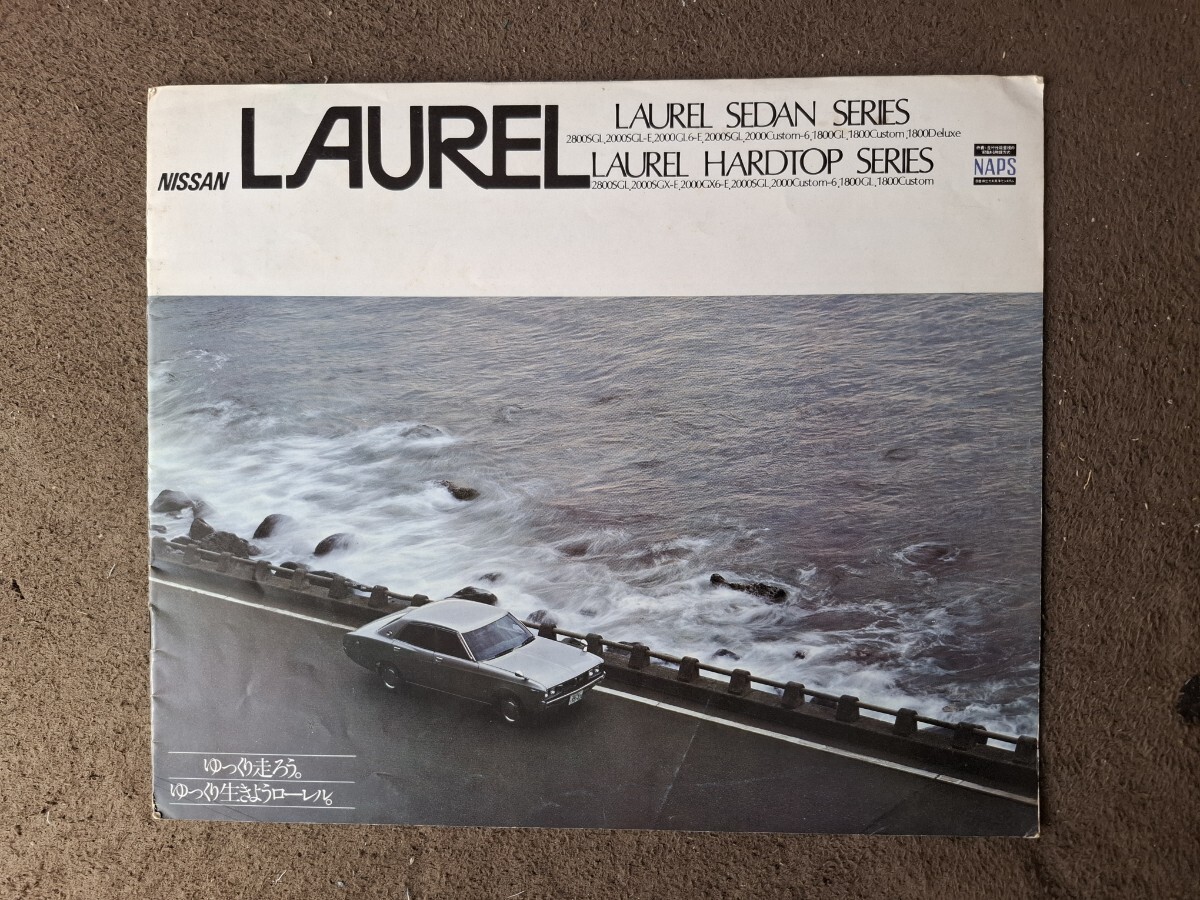 NISSAN
LAUREL
LAUREL SEDAN SERIES
2800SGL,2000SGL-E,2000GL6-E,2000SGL,2000Custom-6,1800GL,1800Custom,1800Deluxe
LAUREL HARDTOP SERIES
2800SGL,2000SGX-E,2000GX6-E,2000SGL,2000Custom-6,1800GL,1800Custom
NAPS
ゆっくり走ろう。
ゆっくり生きようローレル。